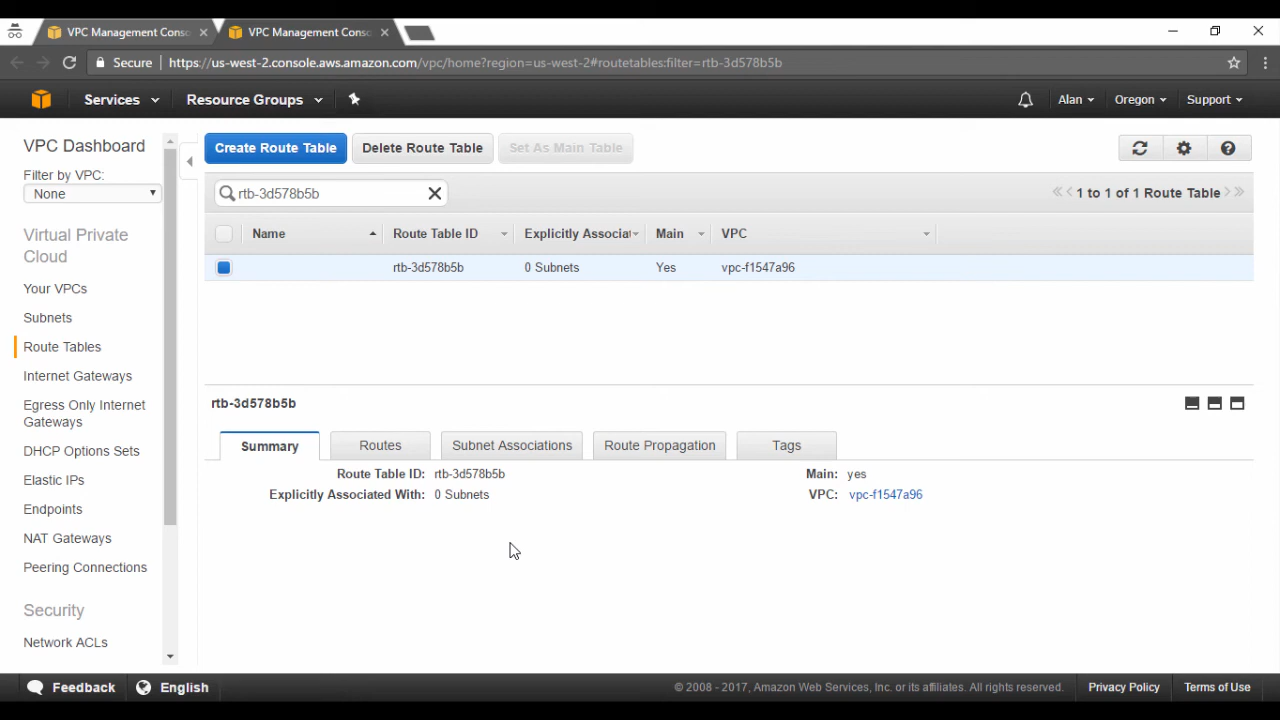 VPC Management Conso
VPC Management Conso
Secure https://us-west-2.console.aws.amazon.com/vpc/home?region=us-west-2#routetables:filter=rtb-3d578b5b
Services Resource Groups Alan Oregon Support
VPC Dashboard
Filter by VPC:
None
Virtual Private
Cloud
Your VPCs
Subnets
Route Tables
Internet Gateways
Egress Only Internet
Gateways
DHCP Options Sets
Elastic IPs
Endpoints
NAT Gateways
Peering Connections
Security
Network ACLs
Create Route Table Delete Route Table Set As Main Table
rtb-3d578b5b 1 to 1 of 1 Route Table
Name Route Table ID Explicitly Associat Main VPC
rtb-3d578b5b 0 Subnets Yes vpc-f1547a96
rtb-3d578b5b
Summary Routes Subnet Associations Route Propagation Tags
Route Table ID: rtb-3d578b5b Main: yes
Explicitly Associated With: 0 Subnets VPC: vpc-f1547a96
Feedback English © 2008 - 2017, Amazon Web Services, Inc. or its affiliates. All rights reserved. Privacy Policy Terms of Use